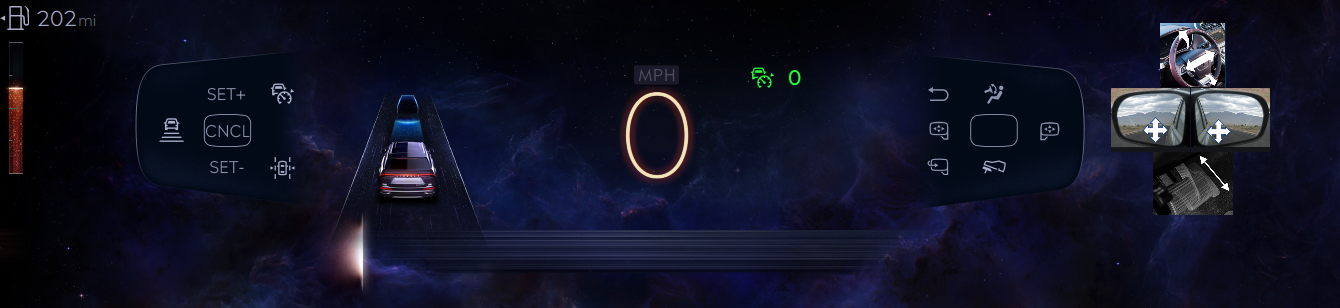 202mi
MPH
0
0
SET+
CNCL
SET-